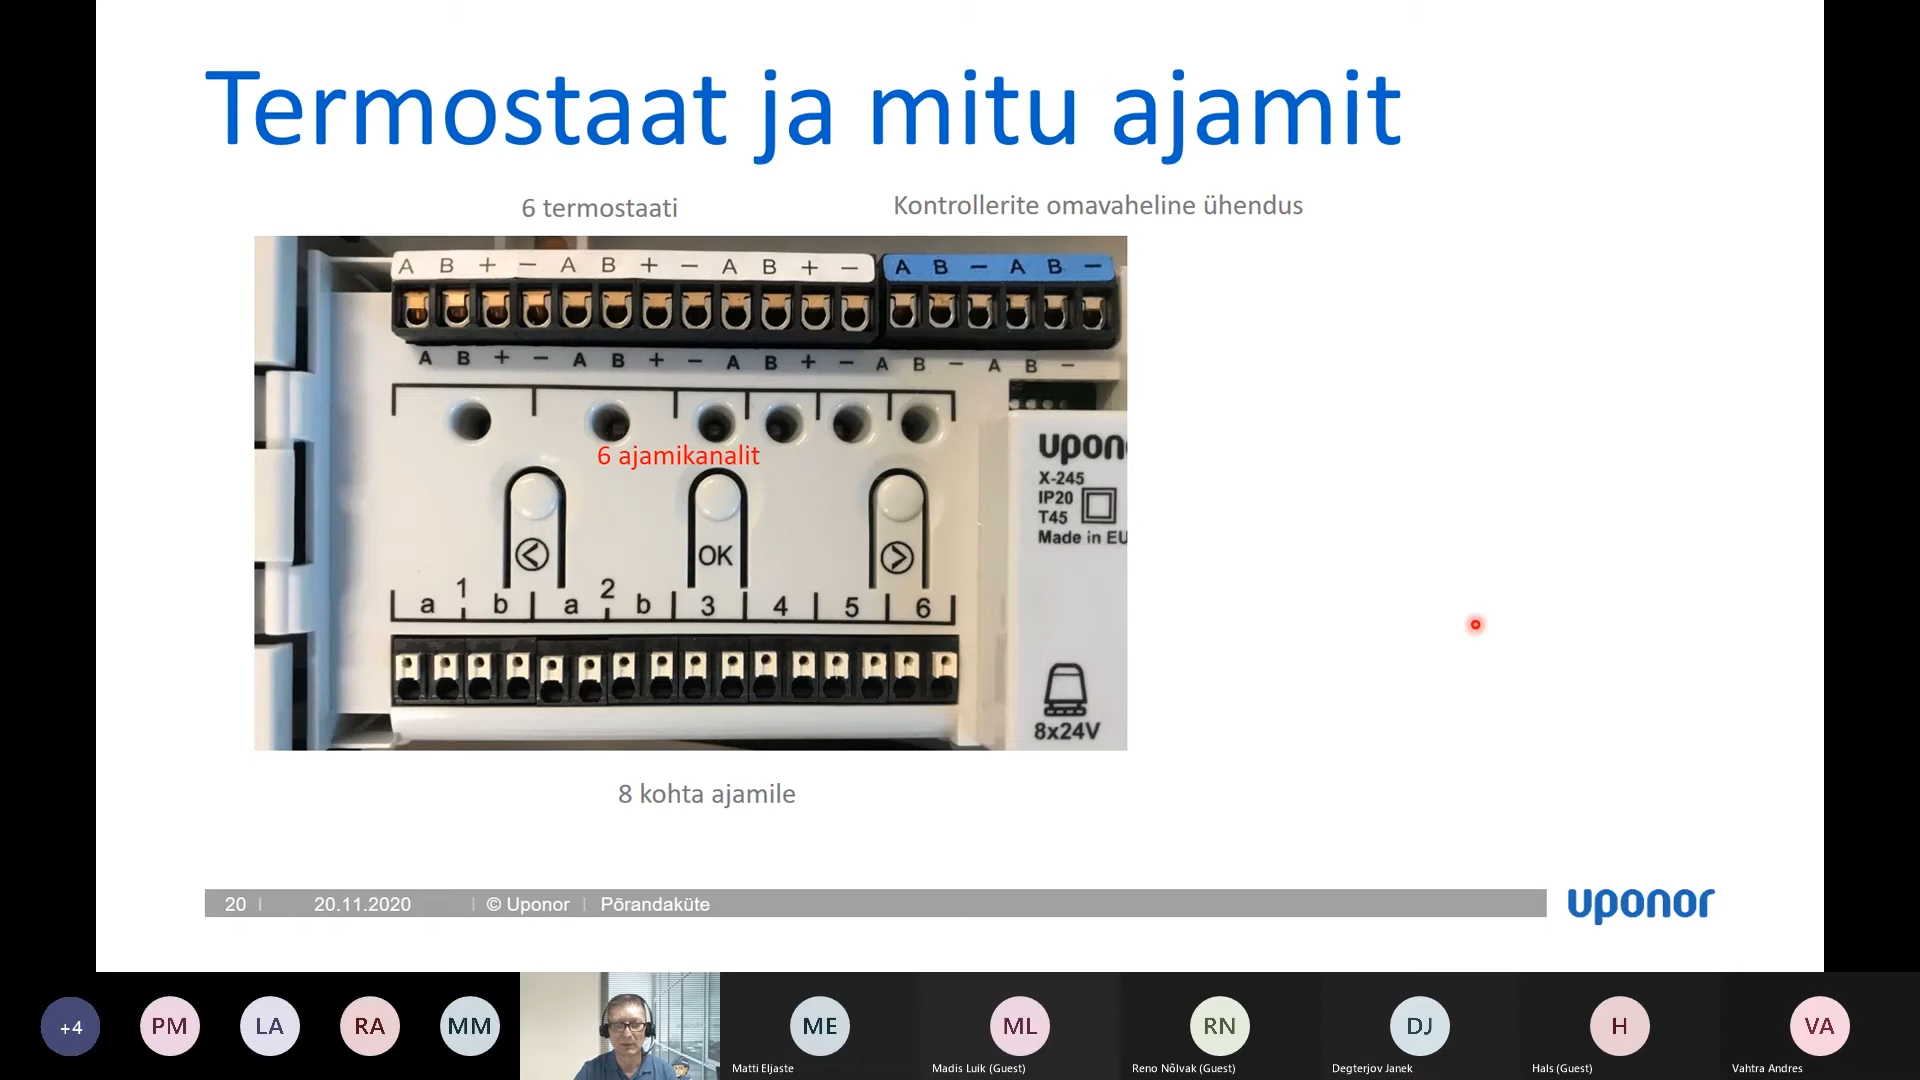 Termostaat ja mitu ajamit
6 termostaati
Kontrollerite omavaheline ühendus
A B + − A B + − A B + − A B − A B −
A B + − A B + − A B + − A B − A B −
6 ajamikanalit
OK
1 2
a b a b 3 4 5 6
upon
X-245
IP20
T45
Made in EU
8x24V
8 kohta ajamile
20 | 20.11.2020 | © Uponor | Põrandaküte
uponor
+4 PM LA RA MM ME ML RN DJ H VA
Matti Eljaste Madis Luik (Guest) Reno Nõlvak (Guest) Degterjov Janek Hals (Guest) Vahtra Andres